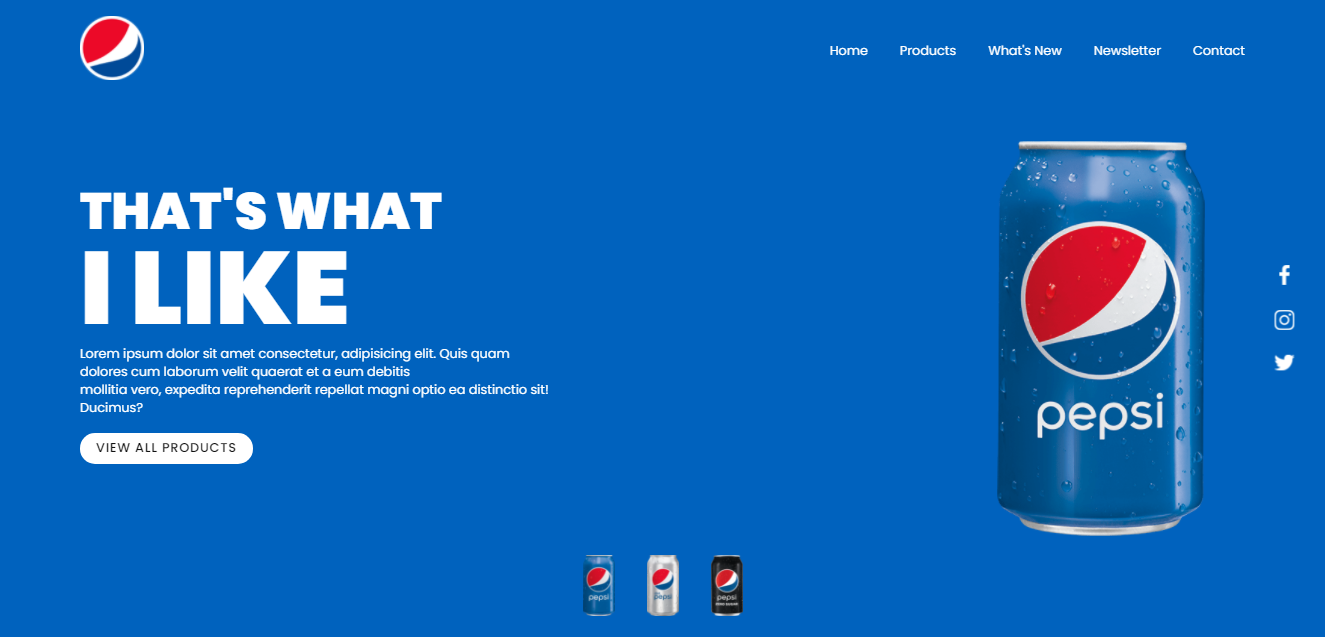 Home Products What's New Newsletter Contact
THAT'S WHAT
I LIKE
Lorem ipsum dolor sit amet consectetur, adipisicing elit. Quis quam
dolores cum laborum velit quaerat et a eum debitis
mollitia vero, expedita reprehenderit repellat magni optio ea distinctio sit!
Ducimus?
VIEW ALL PRODUCTS
pepsi
pepsi
pepsi
pepsi